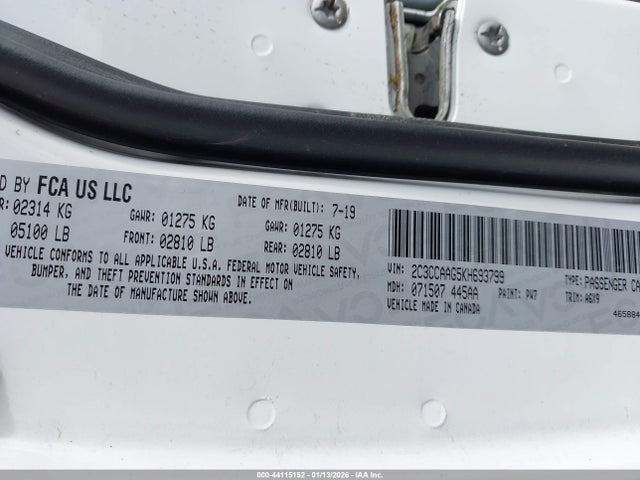 D BY FCA US LLC
DATE OF MFR(BUILT): 7-19
R: 02314 KG GAWR: 01275 KG GAWR: 01275 KG
05100 LB FRONT: 02810 LB REAR: 02810 LB
VEHICLE CONFORMS TO ALL APPLICABLE U.S.A. FEDERAL MOTOR VEHICLE SAFETY,
BUMPER, AND THEFT PREVENTION STANDARDS IN EFFECT ON
THE DATE OF MANUFACTURE SHOWN ABOVE.
VIN: 2C3CCAAG5KH693799 TYPE: PASSENGER CA
MDH: 071507 445AA PAINT: PW7 TRIM: A6X9
VEHICLE MADE IN CANADA
465884
000-44115152 | 01/13/2026 | IAA Inc.